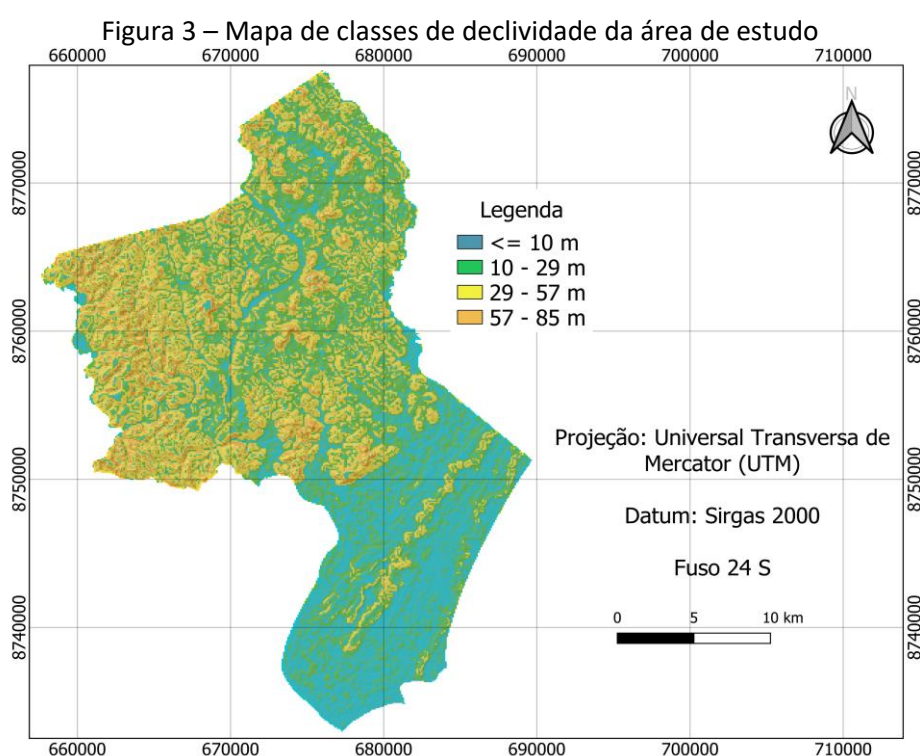 Figura 3 – Mapa de classes de declividade da área de estudo
660000 670000 680000 690000 700000 710000
N
8770000 8770000
Legenda
<= 10 m
10 - 29 m
29 - 57 m
57 - 85 m
8760000 8760000
Projeção: Universal Transversa de
Mercator (UTM)
8750000 8750000
Datum: Sirgas 2000
Fuso 24 S
0 5 10 km
8740000 8740000
660000 670000 680000 690000 700000 710000